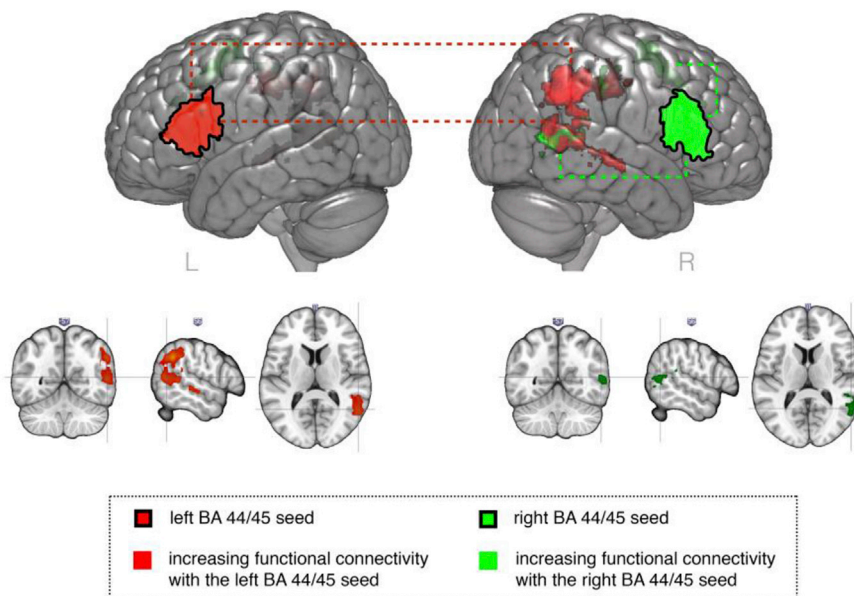 L
R
left BA 44/45 seed
right BA 44/45 seed
increasing functional connectivity
with the left BA 44/45 seed
increasing functional connectivity
with the right BA 44/45 seed